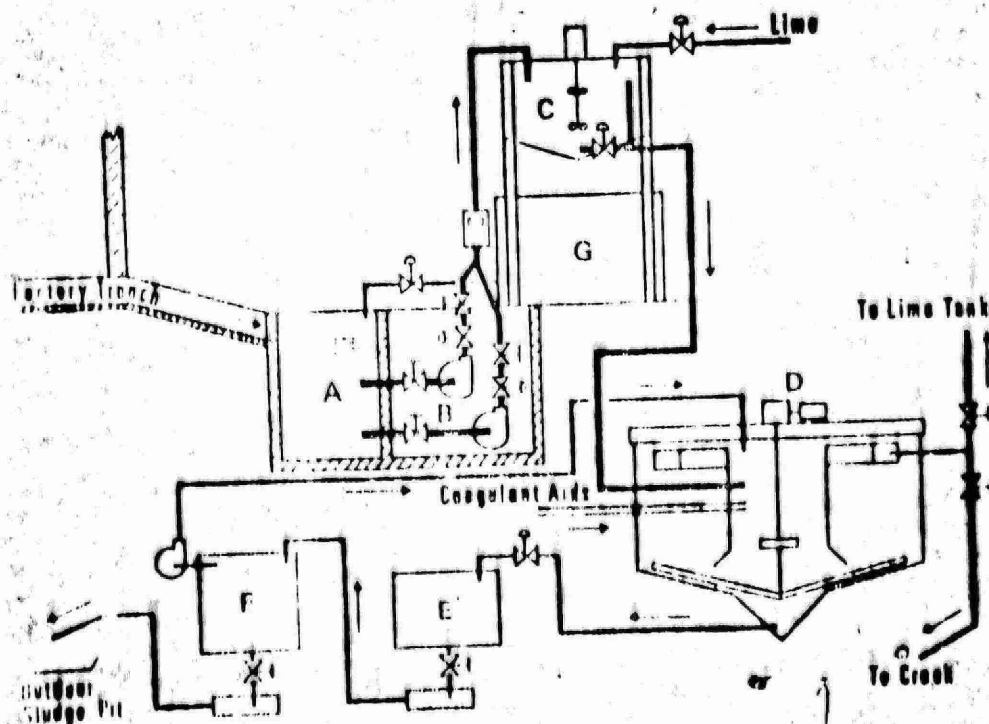 Lime
C
G
Factory Trench
To Lime Tank
A
D
B
Coagulant Aids
F
E
To Creek
Outdoor
Sludge Pit